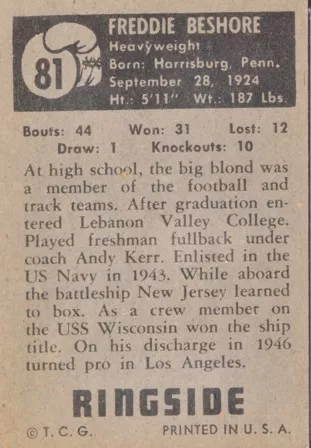 81
FREDDIE BESHORE
Heavyweight
Born: Harrisburg, Penn.
September 28, 1924
Ht.: 5'11" Wt.: 187 Lbs.
Bouts: 44 Won: 31 Lost: 12
Draw: 1 Knockouts: 10
At high school, the big blond was
a member of the football and
track teams. After graduation en-
tered Lebanon Valley College.
Played freshman fullback under
coach Andy Kerr. Enlisted in the
US Navy in 1943. While aboard
the battleship New Jersey learned
to box. As a crew member on
the USS Wisconsin won the ship
title. On his discharge in 1946
turned pro in Los Angeles.
RINGSIDE
© T. C. G. PRINTED IN U. S. A.